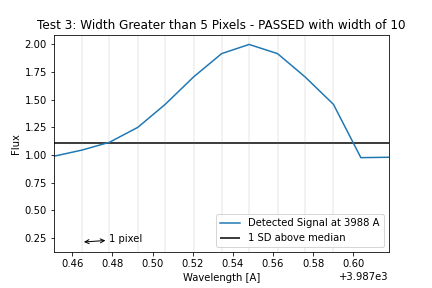 Test 3: Width Greater than 5 Pixels - PASSED with width of 10
2.00
1.75
1.50
1.25
1.00
0.75
0.50
0.25
Flux
1 pixel
Detected Signal at 3988 A
1 SD above median
0.46 0.48 0.50 0.52 0.54 0.56 0.58 0.60
Wavelength [A]
+3.987e3